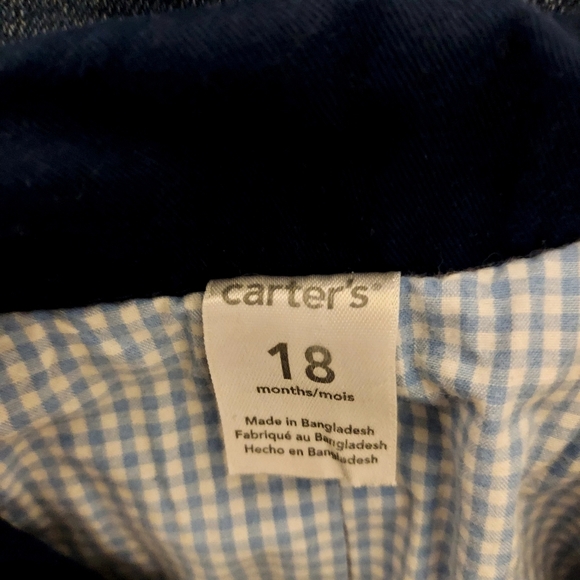 carter's®
18
months/mois
Made in Bangladesh
Fabriqué au Bangladesh
Hecho en Bangladesh